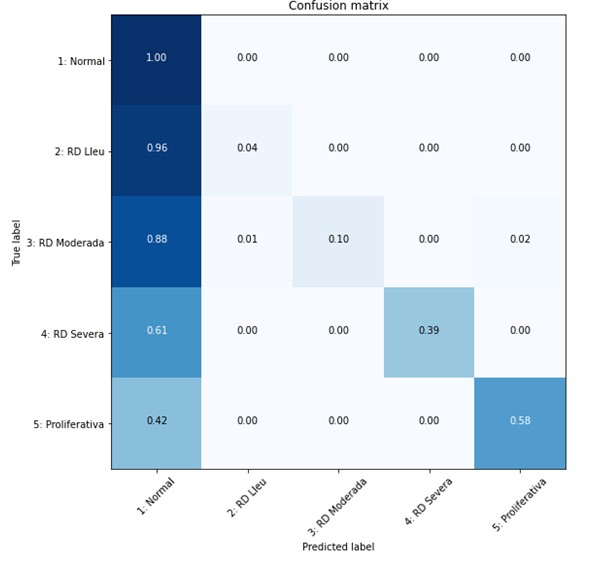 Confusion matrix
True label
1: Normal 1.00 0.00 0.00 0.00 0.00
2: RD Lleu 0.96 0.04 0.00 0.00 0.00
3: RD Moderada 0.88 0.01 0.10 0.00 0.02
4: RD Severa 0.61 0.00 0.00 0.39 0.00
5: Proliferativa 0.42 0.00 0.00 0.00 0.58
1: Normal 2: RD Lleu 3: RD Moderada 4: RD Severa 5: Proliferativa
Predicted label